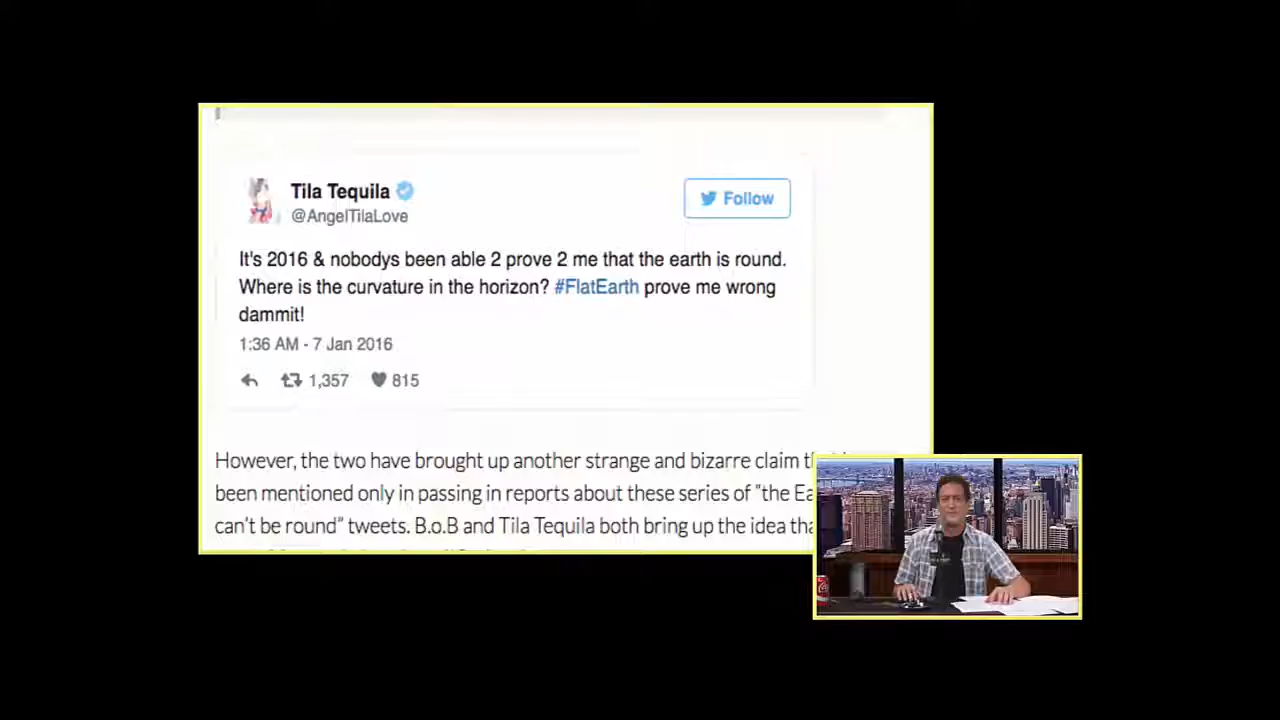 Tila Tequila
@AngelTilaLove
Follow
It's 2016 & nobodys been able 2 prove 2 me that the earth is round.
Where is the curvature in the horizon? #FlatEarth prove me wrong
dammit!
1:36 AM - 7 Jan 2016
1,357 815
However, the two have brought up another strange and bizarre claim
been mentioned only in passing in reports about these series of "the
can't be round" tweets. B.o.B and Tila Tequila both bring up the idea